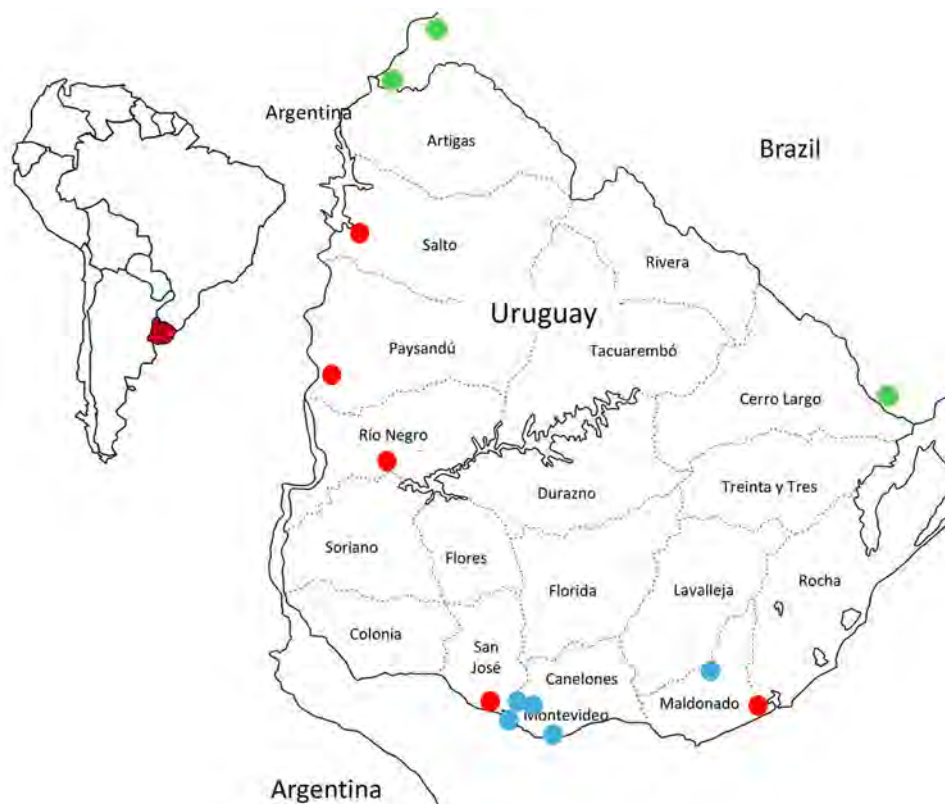 Argentina
Artigas
Brazil
Salto
Rivera
Uruguay
Paysandú
Tacuarembó
Cerro Largo
Río Negro
Durazno
Treinta y Tres
Soriano
Flores
Florida
Lavalleja
Rocha
Colonia
San
José
Canelones
Maldonado
Montevideo
Argentina